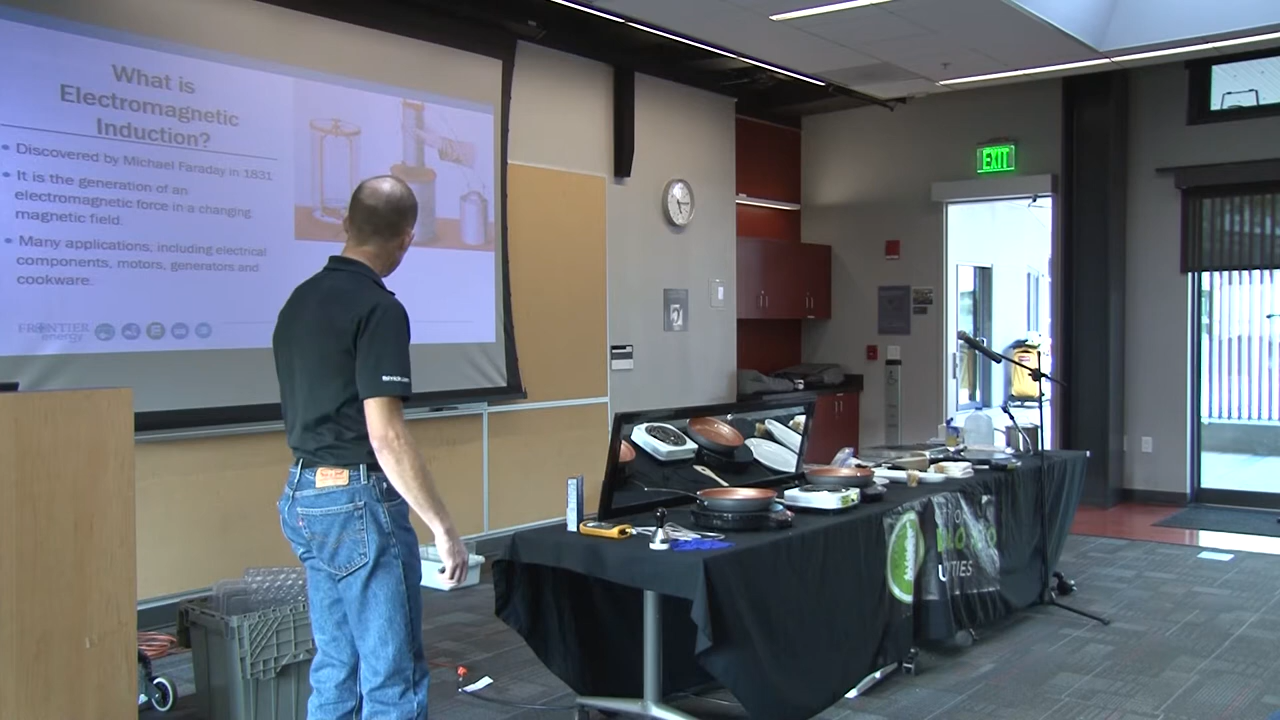 What is
Electromagnetic
Induction?
• Discovered by Michael Faraday in 1831
• It is the generation of an
electromagnetic force in a changing
magnetic field.
• Many applications, including electrical
components, motors, generators and
cookware.
FRONTIER
energy
EXIT